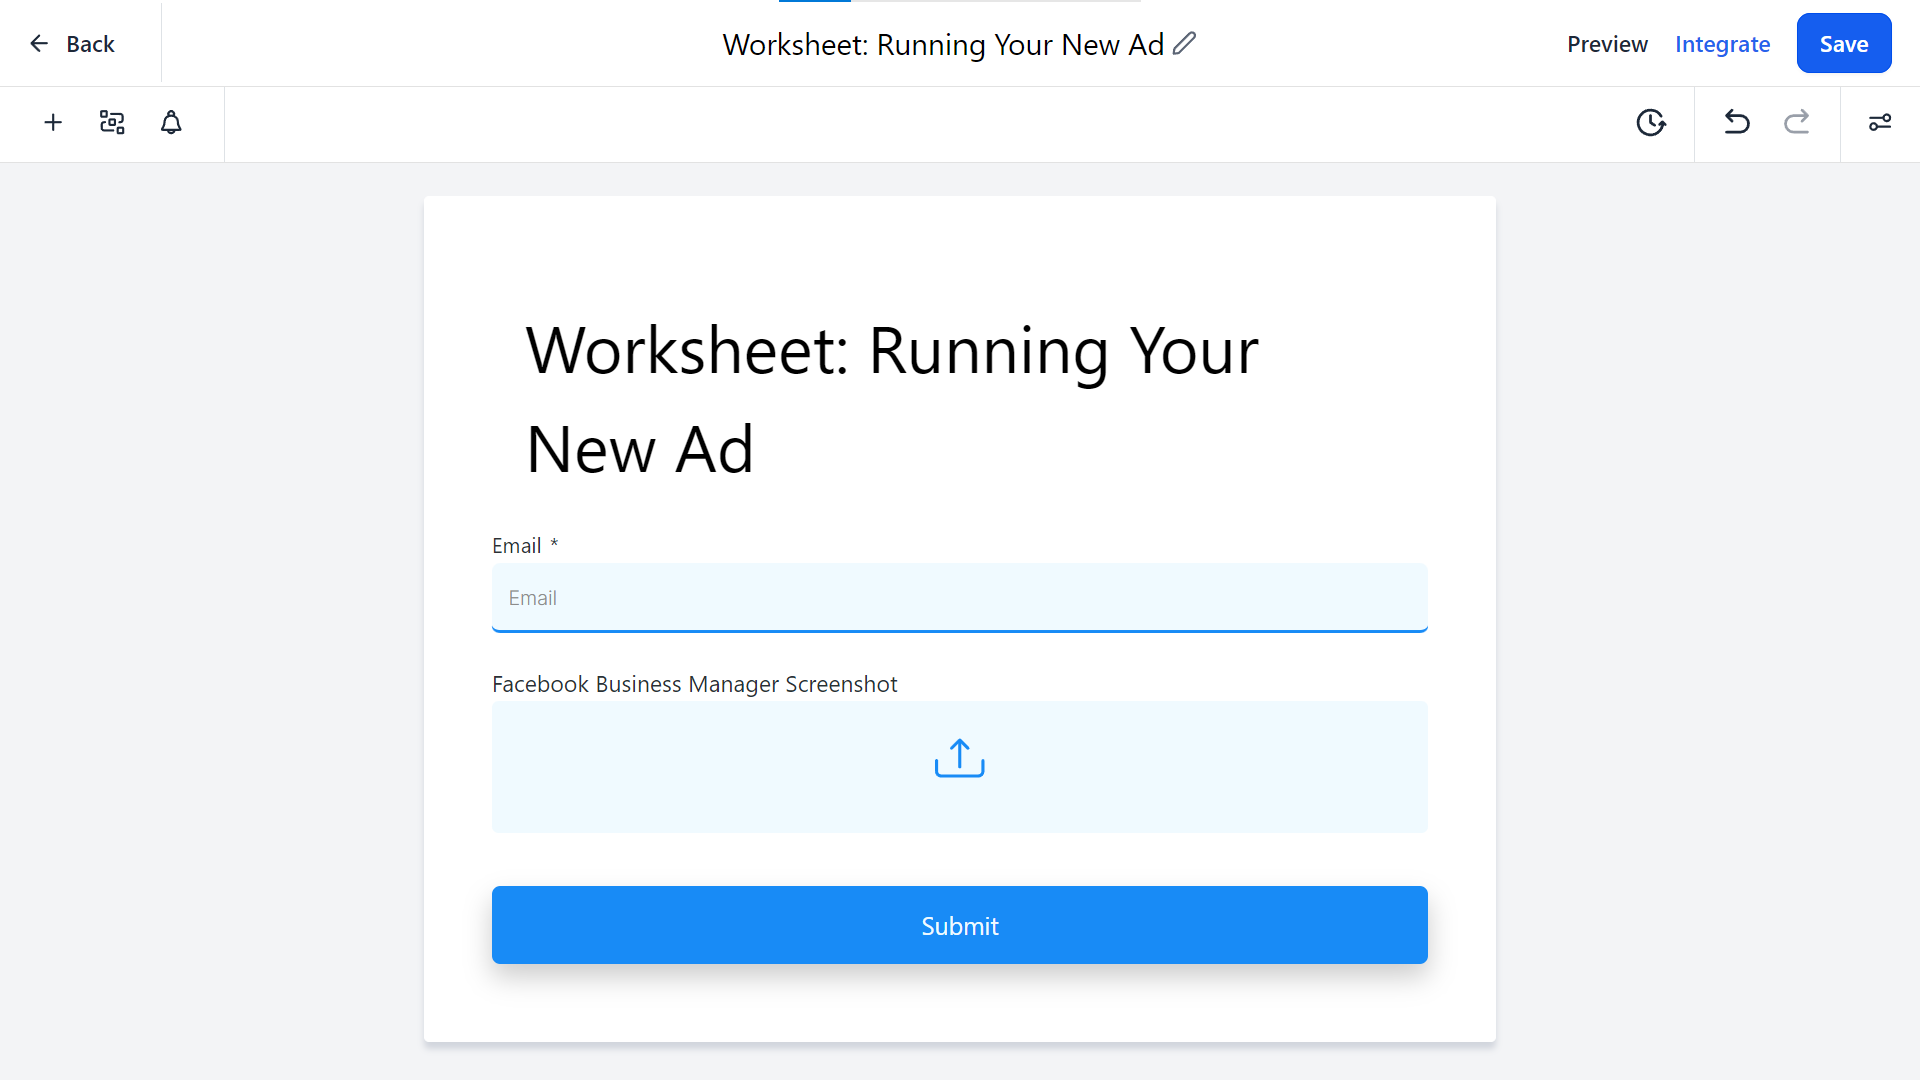 Back
Worksheet: Running Your New Ad
Preview
Integrate
Save
Worksheet: Running Your
New Ad
Email *
Email
Facebook Business Manager Screenshot
Submit